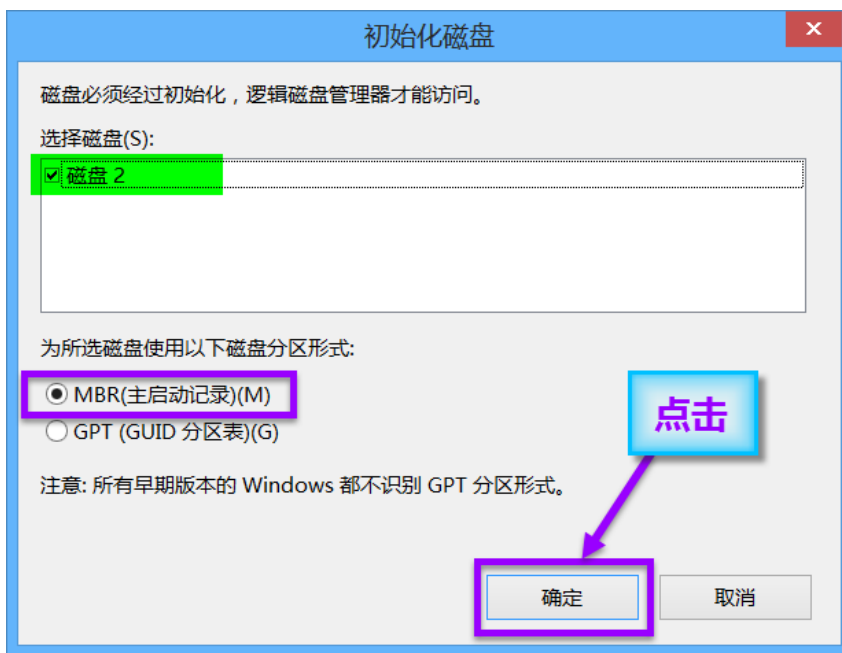 初始化磁盘
磁盘必须经过初始化，逻辑磁盘管理器才能访问。
选择磁盘(S):
磁盘 2
为所选磁盘使用以下磁盘分区形式:
MBR(主启动记录)(M)
GPT (GUID 分区表)(G)
点击
注意: 所有早期版本的 Windows 都不识别 GPT 分区形式。
确定
取消